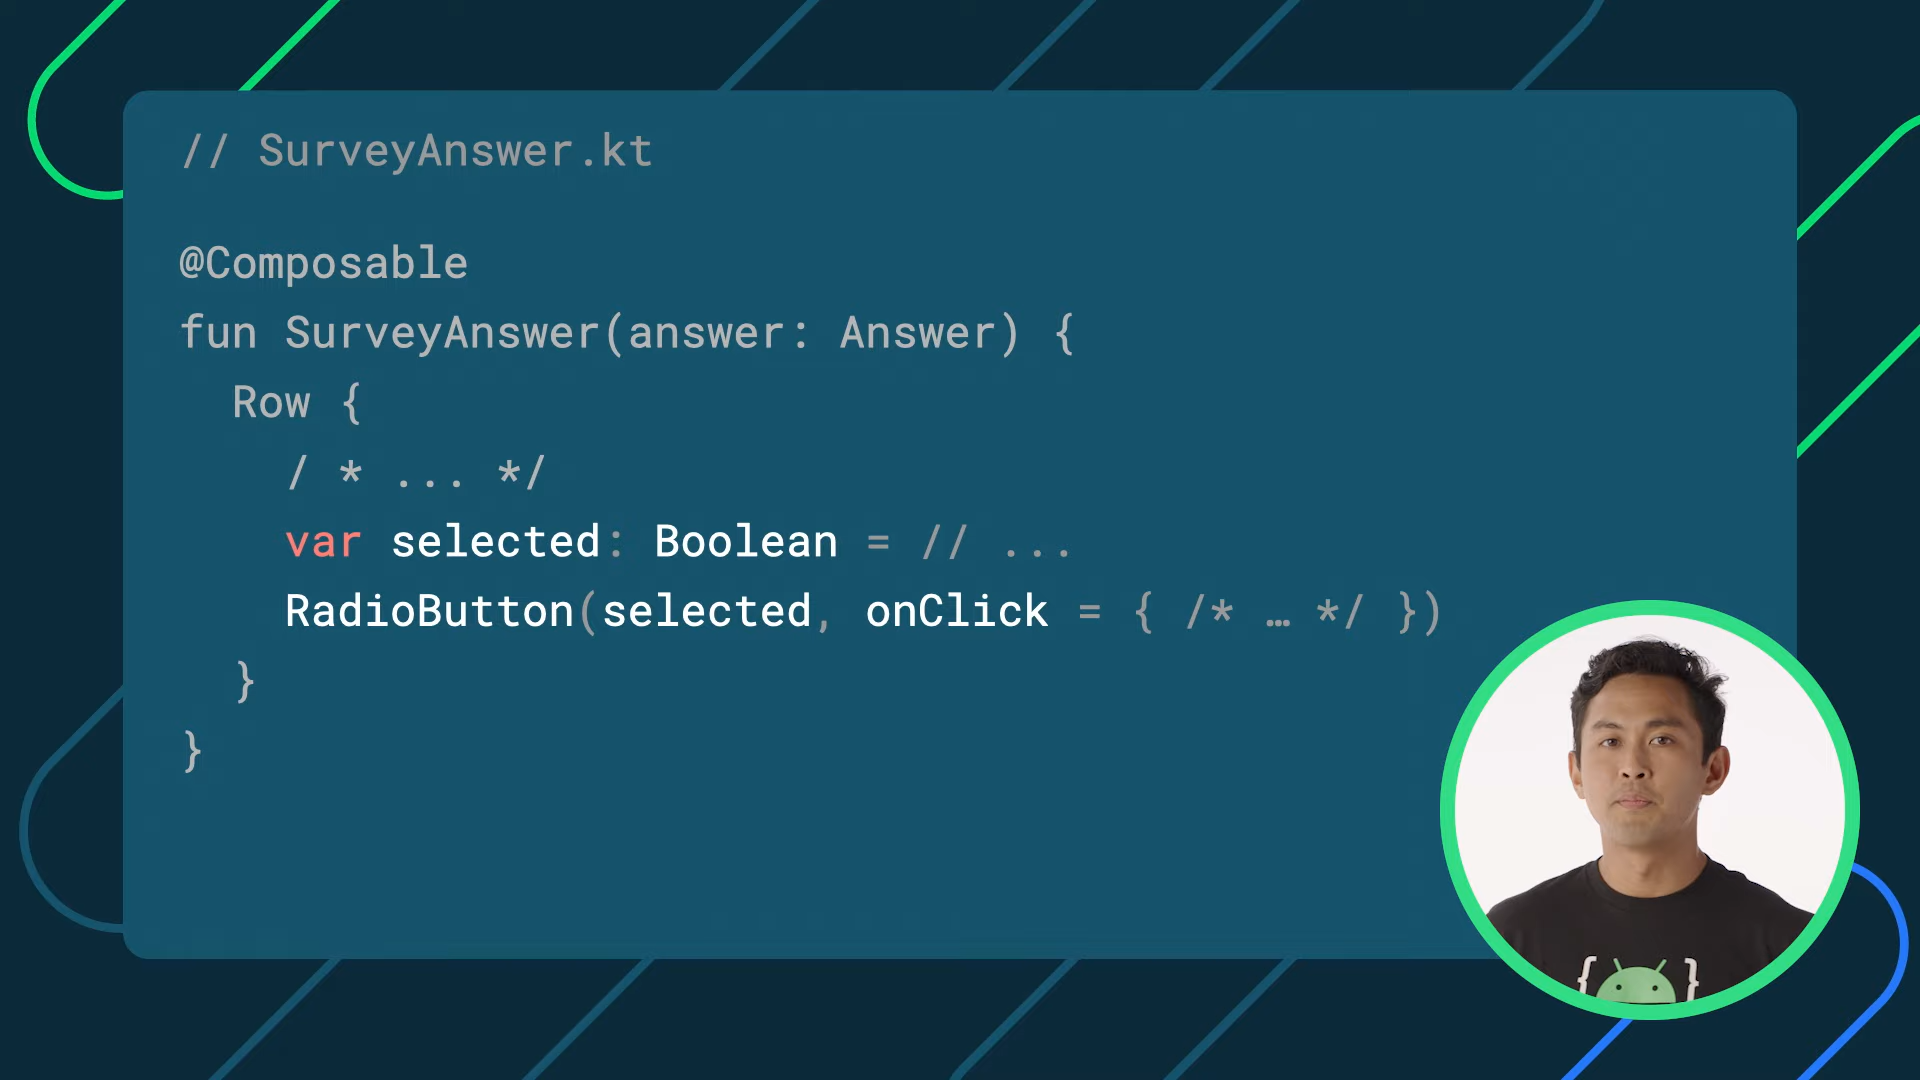 // SurveyAnswer.kt
@Composable
fun SurveyAnswer(answer: Answer) {
Row {
/ * ... */
var selected: Boolean = // ...
RadioButton(selected, onClick = { /* … */ })
}
}
{ }